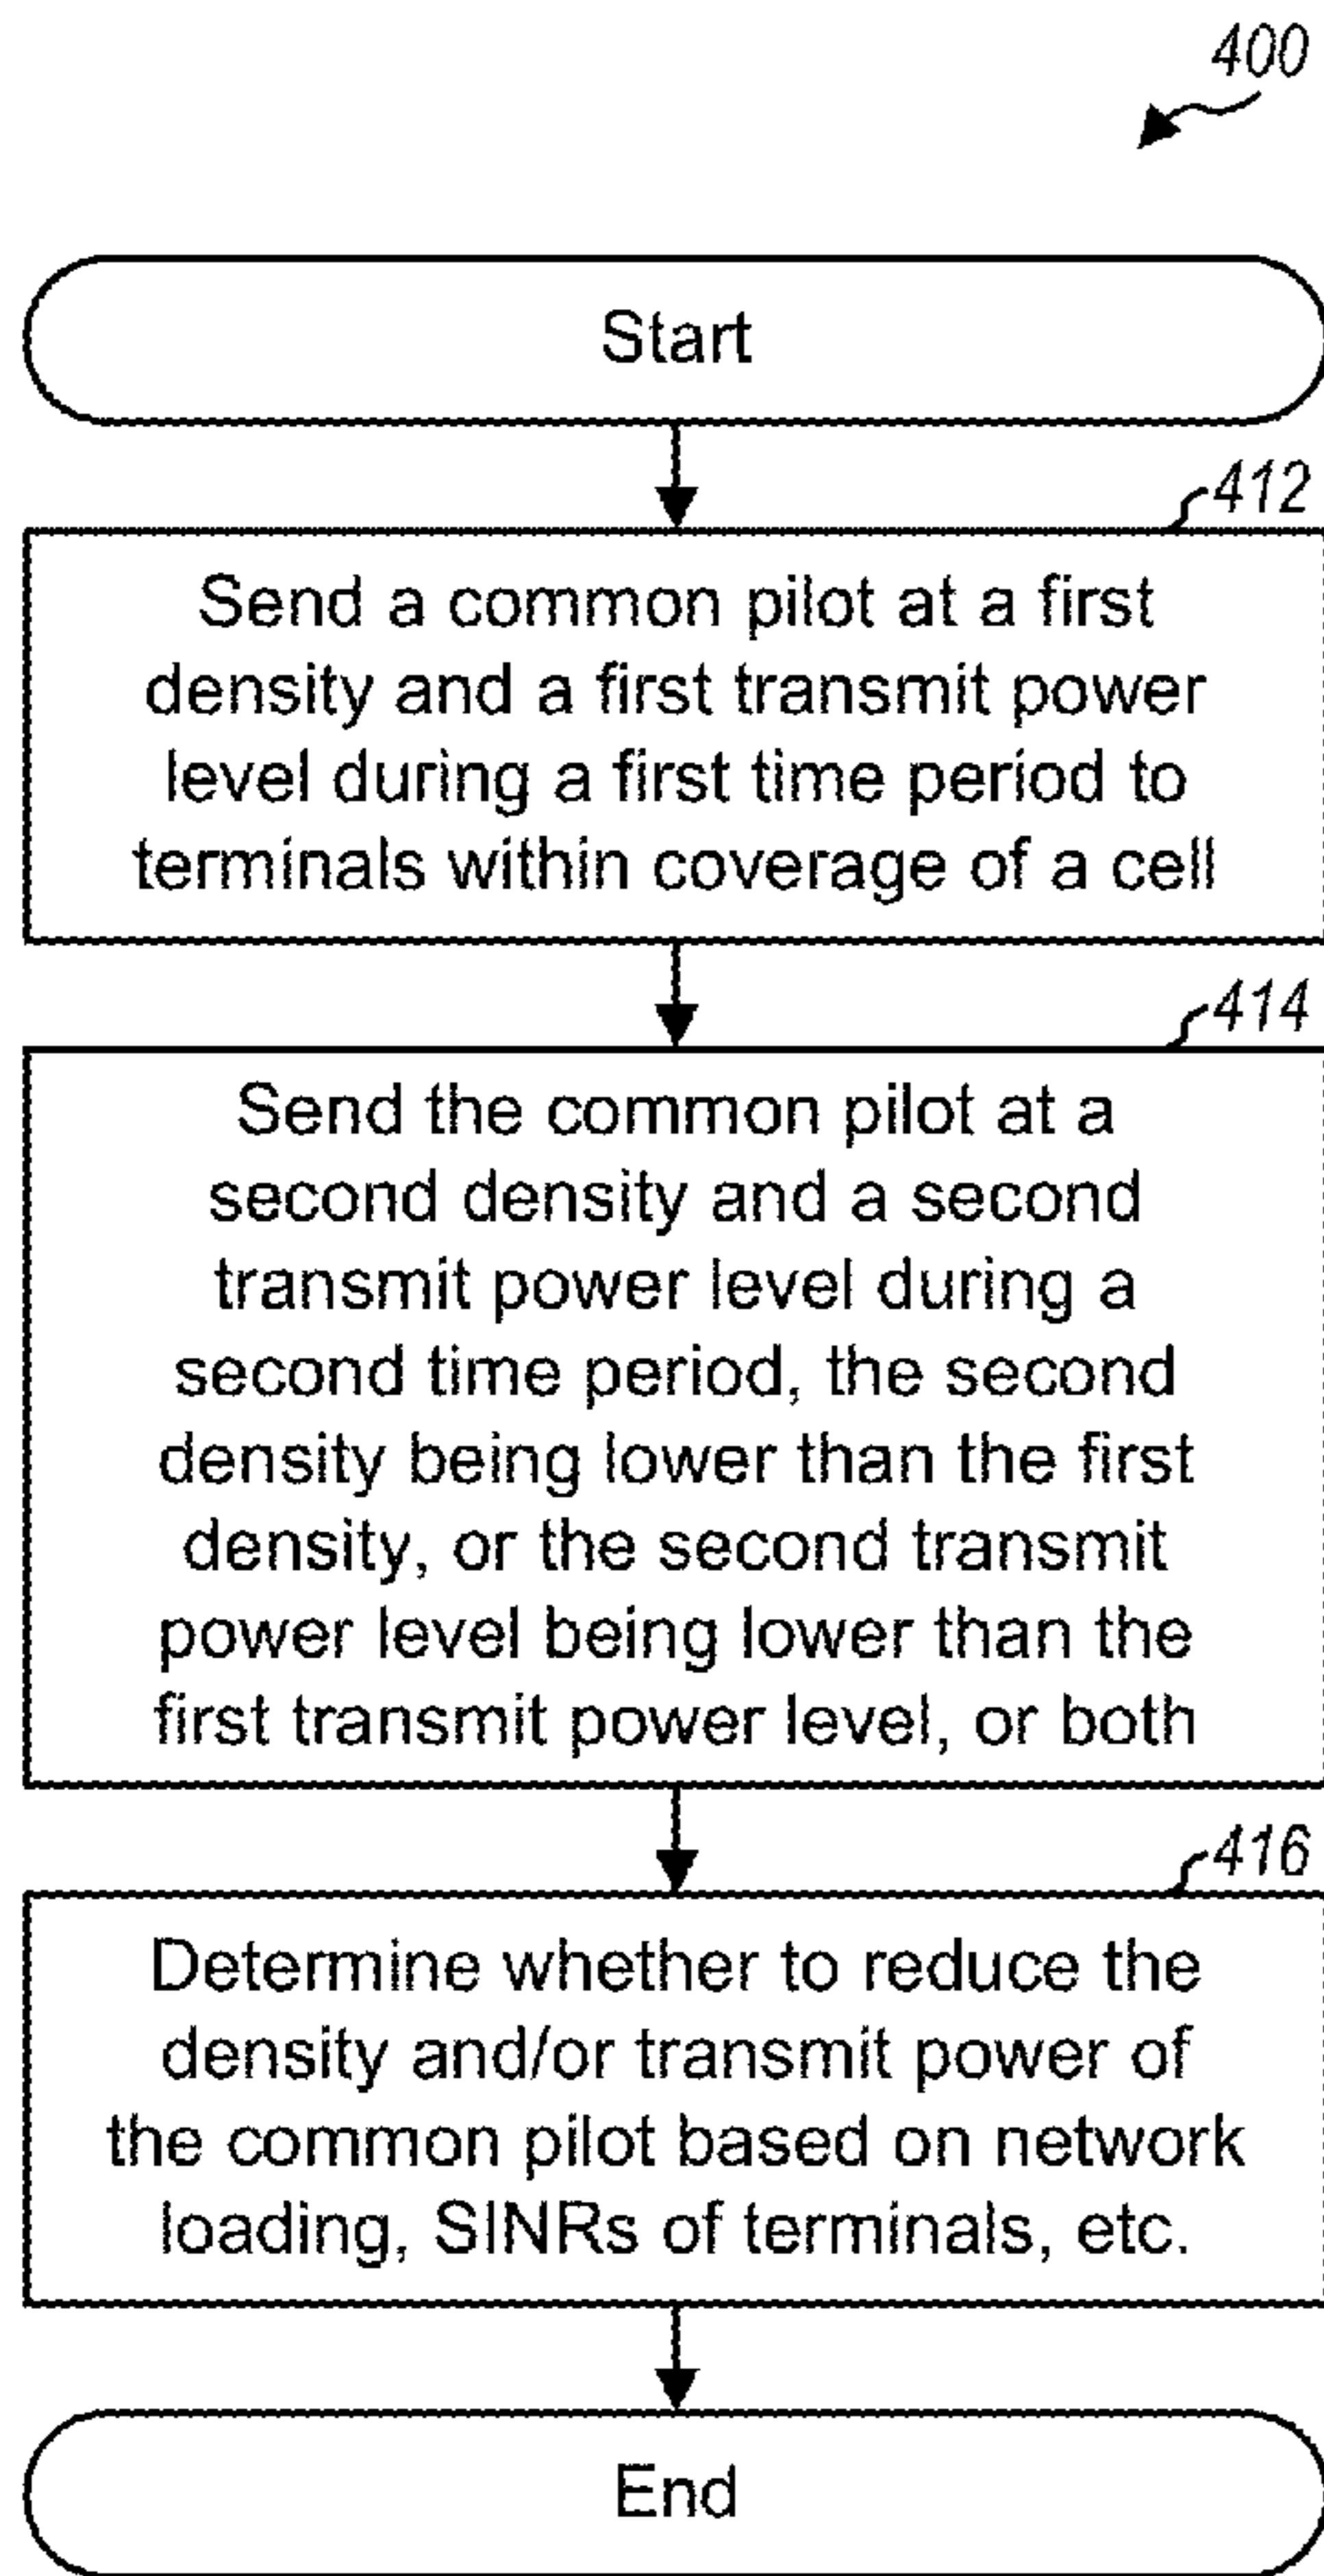 400
Start
412
Send a common pilot at a first
density and a first transmit power
level during a first time period to
terminals within coverage of a cell
414
Send the common pilot at a
second density and a second
transmit power level during a
second time period, the second
density being lower than the first
density, or the second transmit
power level being lower than the
first transmit power level, or both
416
Determine whether to reduce the
density and/or transmit power of
the common pilot based on network
loading, SINRs of terminals, etc.
End